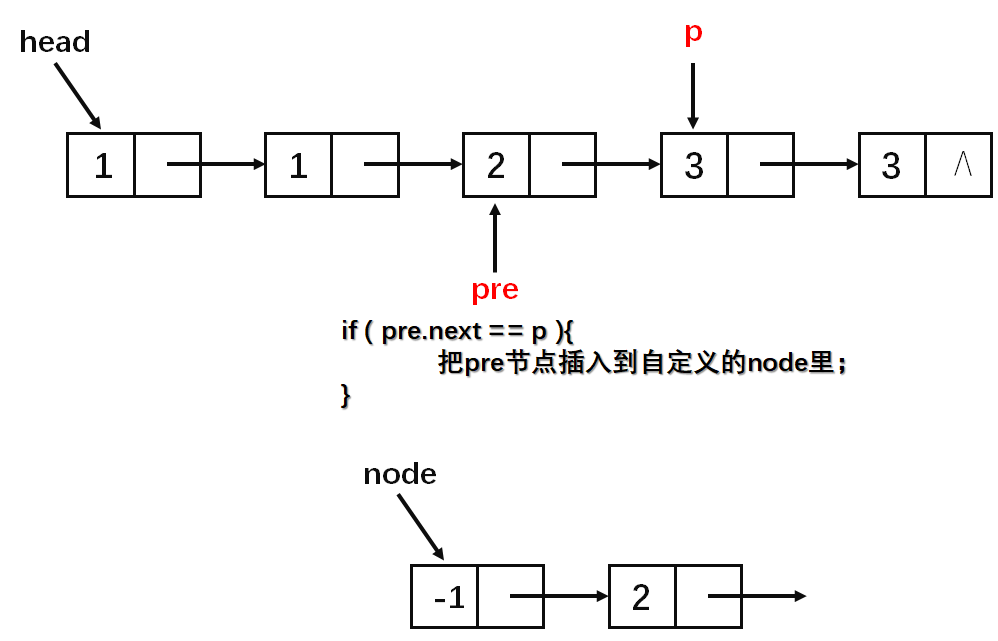 head
p
1 1 2 3 3 /\
pre
if ( pre.next == p ){
把pre节点插入到自定义的node里；
}
node
-1 2